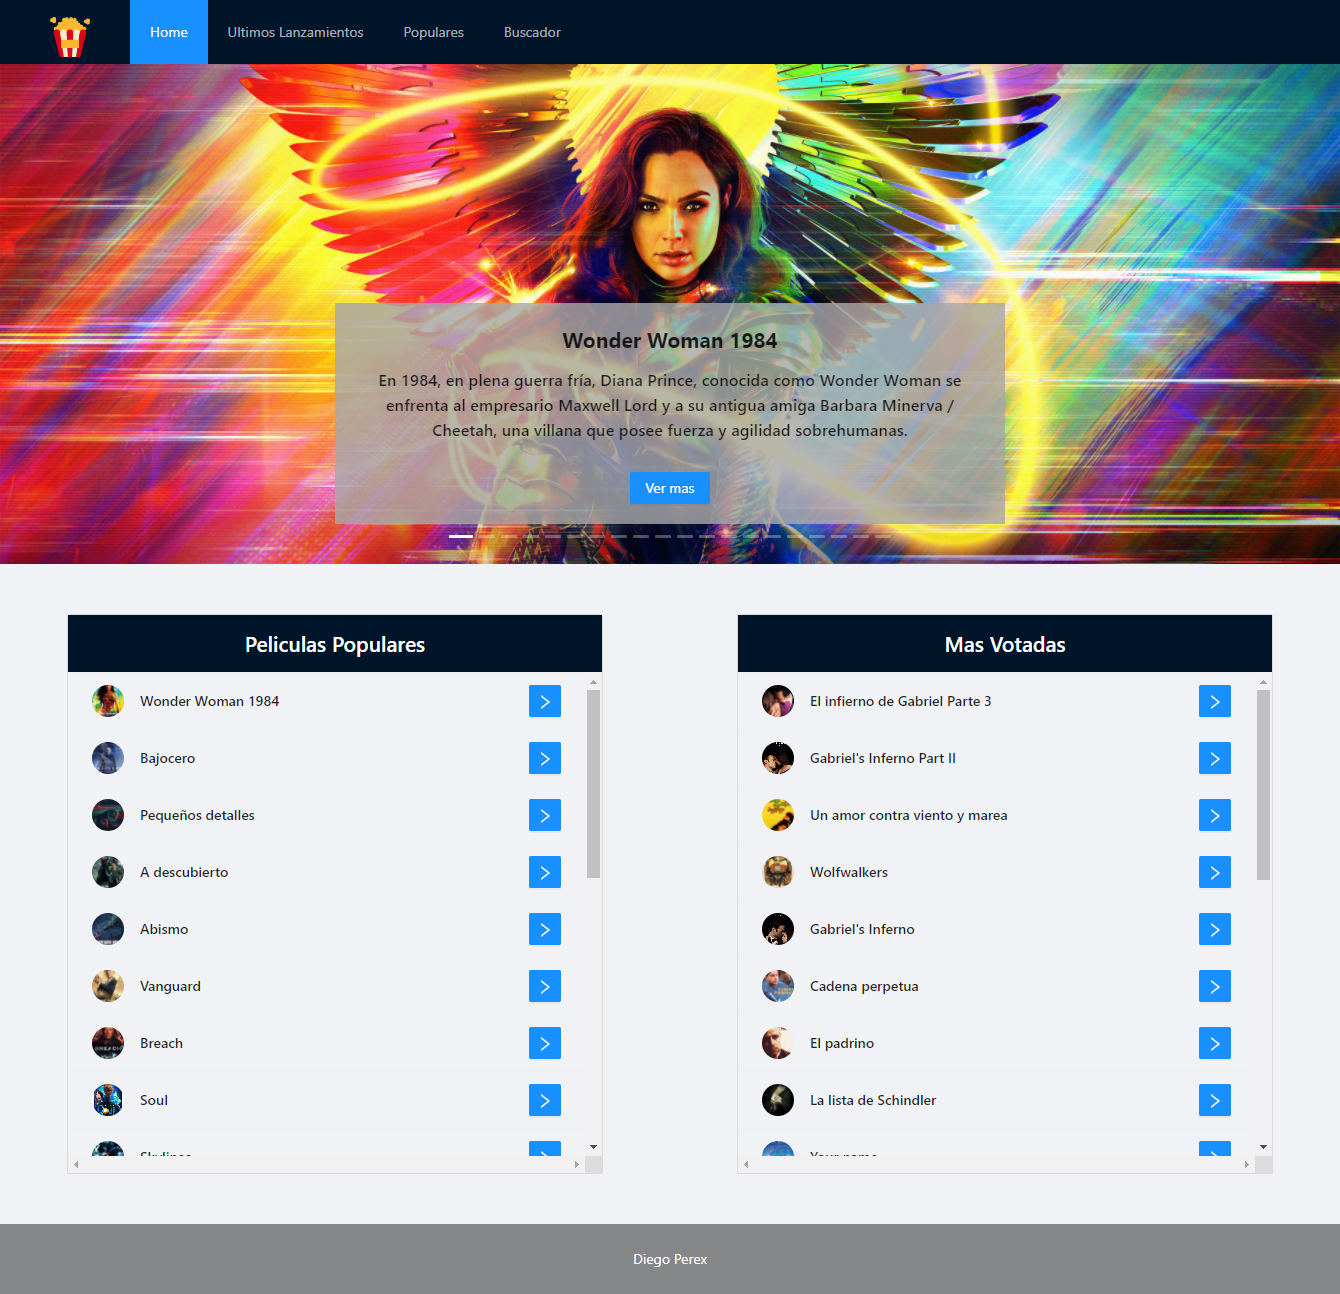 Home
Ultimos Lanzamientos
Populares
Buscador
Wonder Woman 1984
En 1984, en plena guerra fría, Diana Prince, conocida como Wonder Woman se
enfrenta al empresario Maxwell Lord y a su antigua amiga Barbara Minerva /
Cheetah, una villana que posee fuerza y agilidad sobrehumanas.
Ver mas
Peliculas Populares
Wonder Woman 1984
Bajocero
Pequeños detalles
A descubierto
Abismo
Vanguard
Breach
Soul
Mas Votadas
El infierno de Gabriel Parte 3
Gabriel's Inferno Part II
Un amor contra viento y marea
Wolfwalkers
Gabriel's Inferno
Cadena perpetua
El padrino
La lista de Schindler
Diego Perex